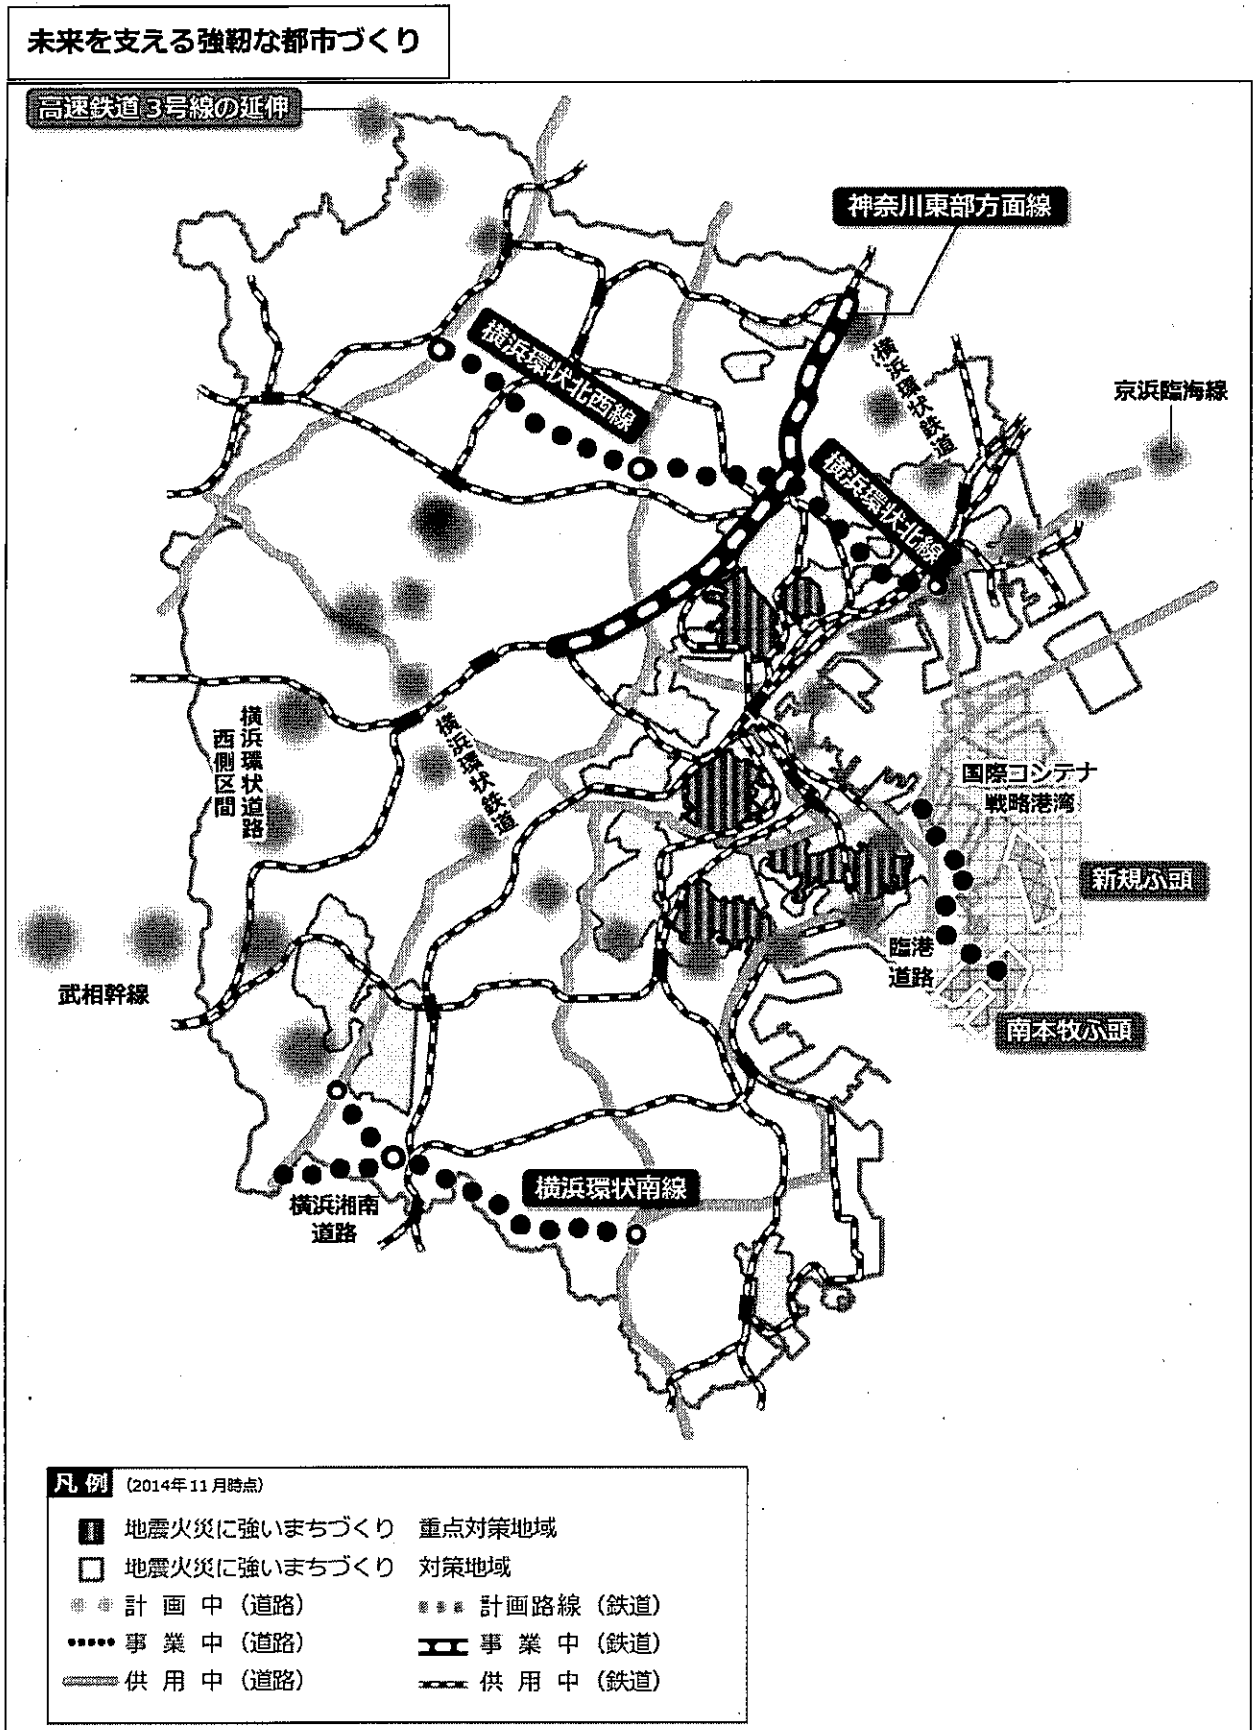 未来を支える強靭な都市づくり
高速鉄道3号線の延伸
神奈川東部方面線
横浜環状北西線
横浜環状鉄道
京浜臨海線
横浜環状北線
横浜環状道路
西側区間
横浜環状鉄道
国際コンテナ
戦略港湾
新規ふ頭
臨港
道路
武相幹線
南本牧ふ頭
横浜環状南線
横浜湘南
道路
凡例 (2014年11月時点)
地震火災に強いまちづくり 重点対策地域
地震火災に強いまちづくり 対策地域
計画中(道路) 計画路線(鉄道)
事業中(道路) 事業中(鉄道)
供用中(道路) 供用中(鉄道)